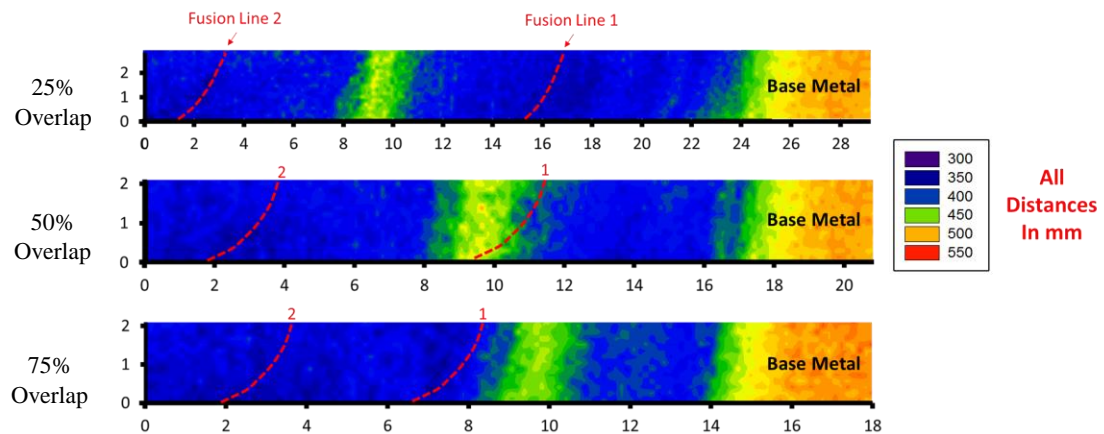 Fusion Line 2
Fusion Line 1
25%
Overlap
2
1
0
Base Metal
0 2 4 6 8 10 12 14 16 18 20 22 24 26 28
50%
Overlap
2
1
0
2
1
Base Metal
0 2 4 6 8 10 12 14 16 18 20
75%
Overlap
2
1
0
2
1
Base Metal
0 2 4 6 8 10 12 14 16 18
300
350
400
450
500
550
All
Distances
In mm